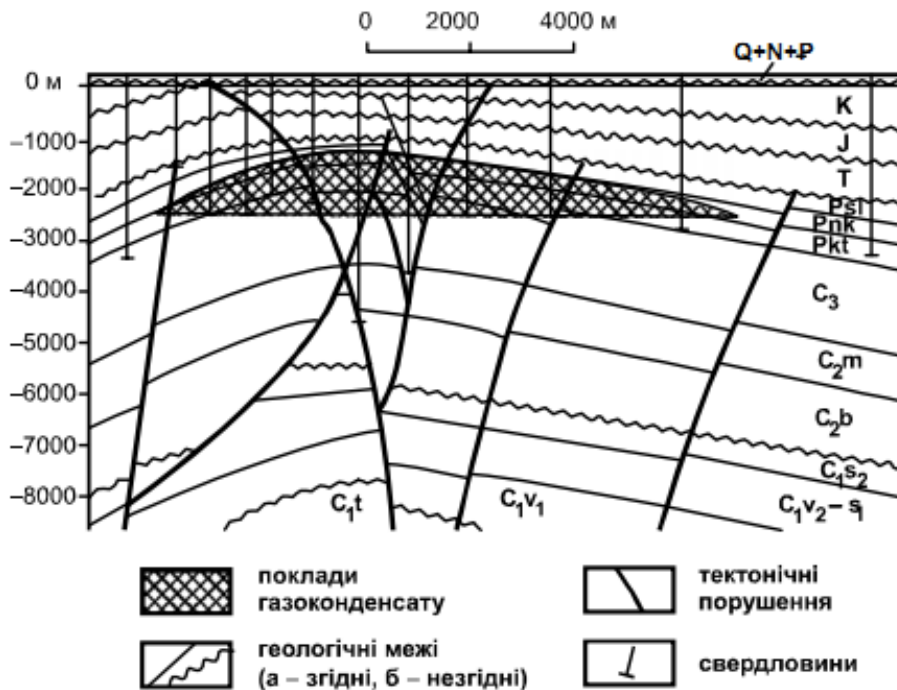 0 2000 4000 м
Q+N+P
0 м
K
–1000
J
T
–2000
Psl
Pnk
–3000
Pkt
–4000
C₃
–5000
C₂m
–6000
C₂b
–7000
C₁s₂
–8000
C₁t
C₁v₁
C₁v₂–s₁
поклади
газоконденсату
тектонічні
порушення
геологічні межі
(а – згідні, б – незгідні)
свердловини